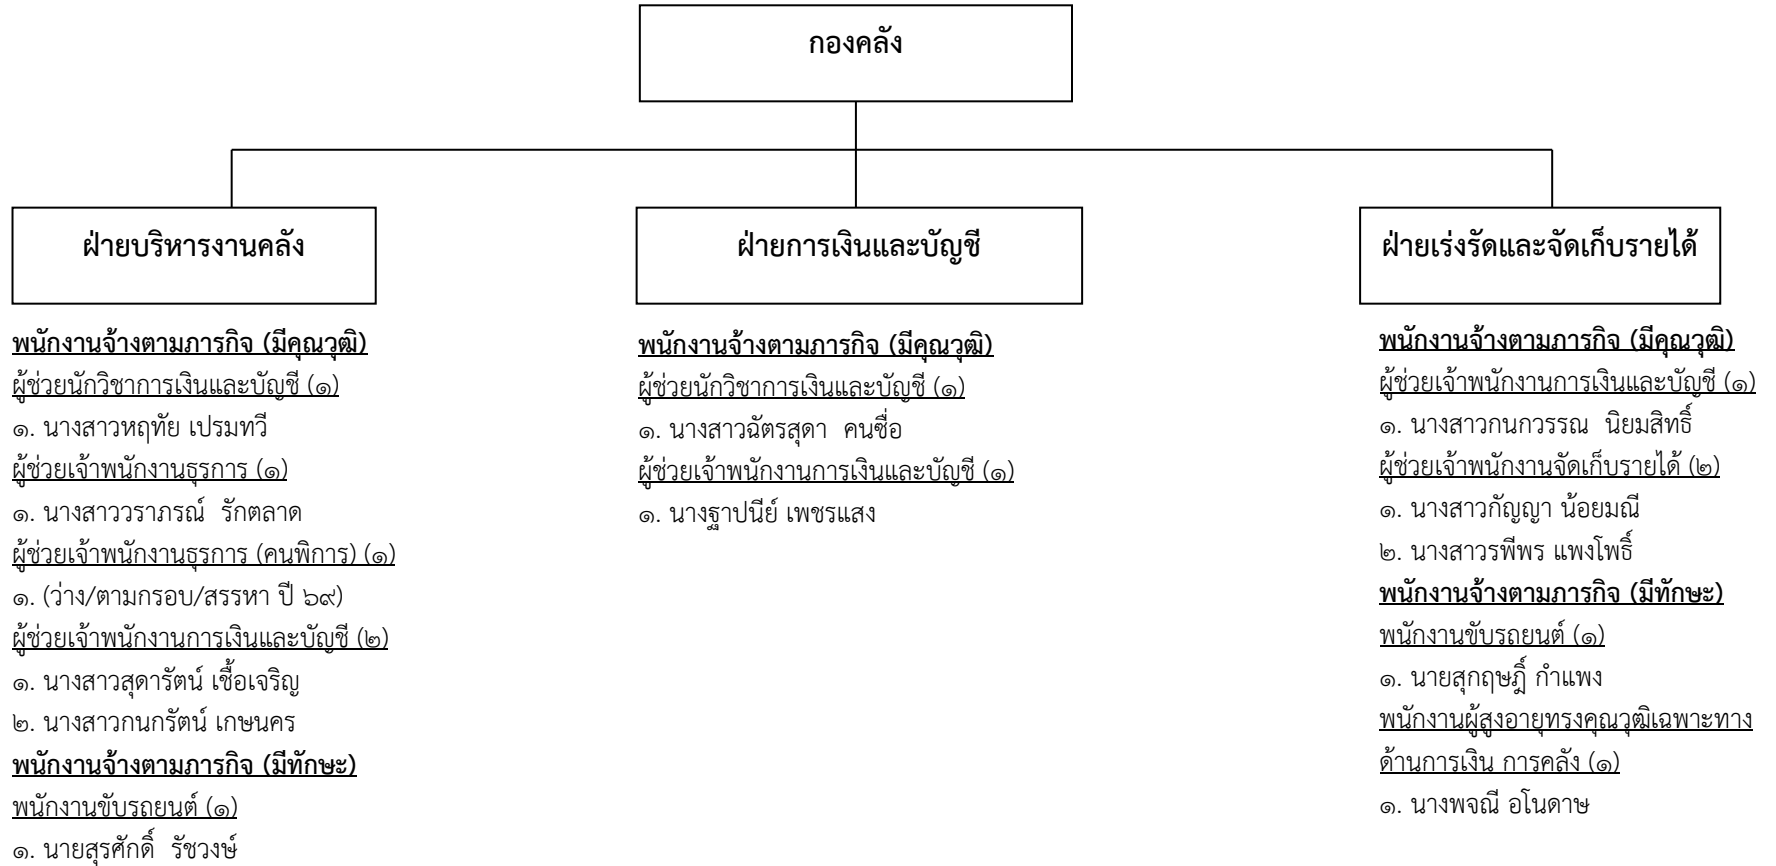 กองคลัง
ฝ่ายบริหารงานคลัง
พนักงานจ้างตามภารกิจ (มีคุณวุฒิ)
ผู้ช่วยนักวิชาการเงินและบัญชี (๑)
๑. นางสาวหฤทัย เปรมทวี
ผู้ช่วยเจ้าพนักงานธุรการ (๑)
๑. นางสาววราภรณ์ รักตลาด
ผู้ช่วยเจ้าพนักงานธุรการ (คนพิการ) (๑)
๑. (ว่าง/ตามกรอบ/สรรหา ปี ๖๙)
ผู้ช่วยเจ้าพนักงานการเงินและบัญชี (๒)
๑. นางสาวสุดารัตน์ เชื้อเจริญ
๒. นางสาวกนกรัตน์ เกษนคร
พนักงานจ้างตามภารกิจ (มีทักษะ)
พนักงานขับรถยนต์ (๑)
๑. นายสุรศักดิ์ รัชวงษ์
ฝ่ายการเงินและบัญชี
พนักงานจ้างตามภารกิจ (มีคุณวุฒิ)
ผู้ช่วยนักวิชาการเงินและบัญชี (๑)
๑. นางสาวฉัตรสุดา คนซื่อ
ผู้ช่วยเจ้าพนักงานการเงินและบัญชี (๑)
๑. นางฐาปนีย์ เพชรแสง
ฝ่ายเร่งรัดและจัดเก็บรายได้
พนักงานจ้างตามภารกิจ (มีคุณวุฒิ)
ผู้ช่วยเจ้าพนักงานการเงินและบัญชี (๑)
๑. นางสาวกนกวรรณ นิยมสิทธิ์
ผู้ช่วยเจ้าพนักงานจัดเก็บรายได้ (๒)
๑. นางสาวกัญญา น้อยมณี
๒. นางสาวรพีพร แพงโพธิ์
พนักงานจ้างตามภารกิจ (มีทักษะ)
พนักงานขับรถยนต์ (๑)
๑. นายสุกฤษฎิ์ กำแพง
พนักงานผู้สูงอายุทรงคุณวุฒิเฉพาะทาง
ด้านการเงิน การคลัง (๑)
๑. นางพจณี อโนดาษ